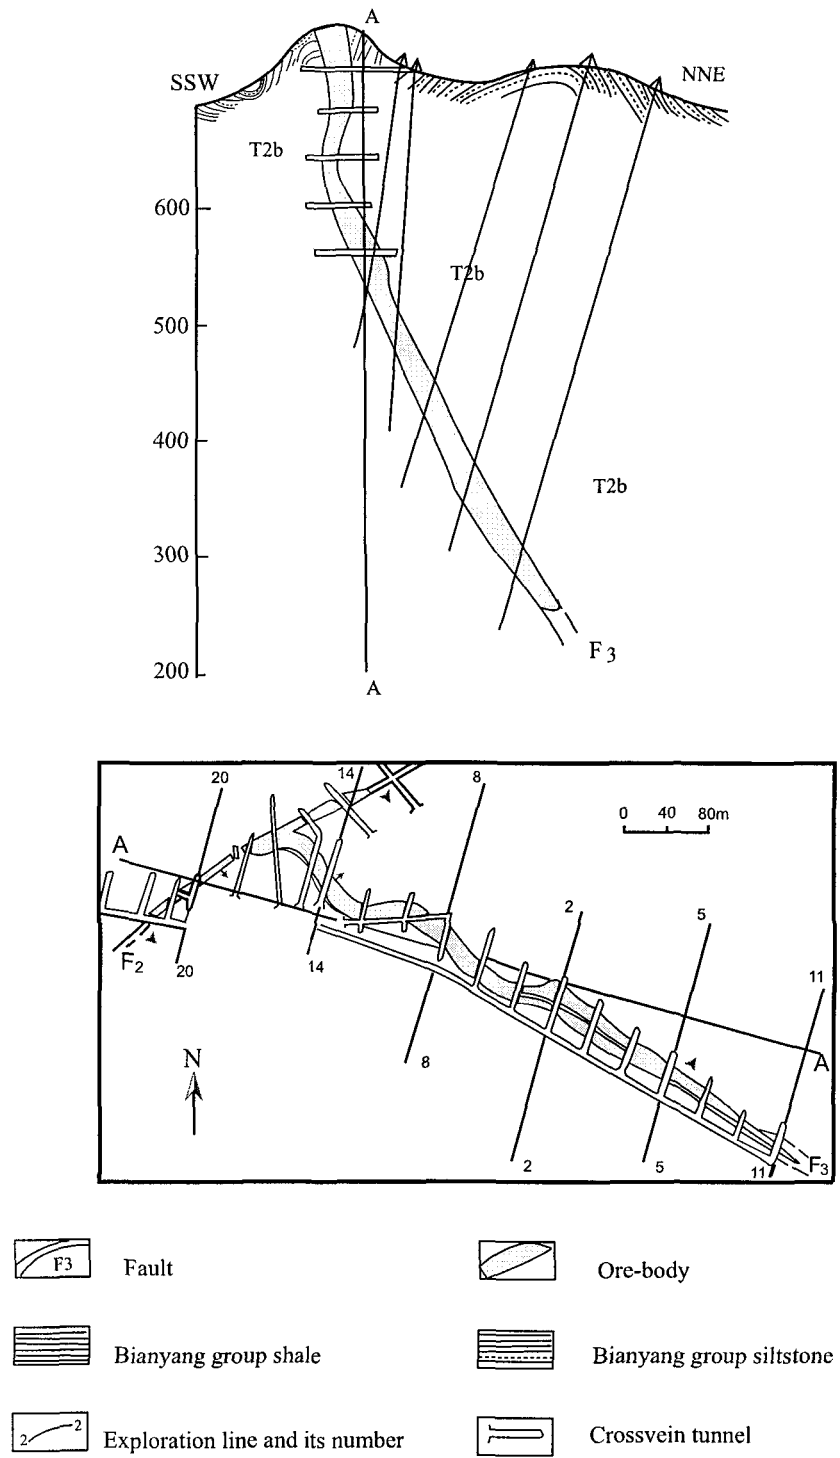 A
SSW
NNE
T2b
600
T2b
500
400
T2b
300
F3
200
A
20
14
8
0 40 80m
A
2
5
F2
20
14
11
N
8
A
2
5
11
F3
F3 Fault
Ore-body
Bianyang group shale
Bianyang group siltstone
2 2 Exploration line and its number
Crossvein tunnel